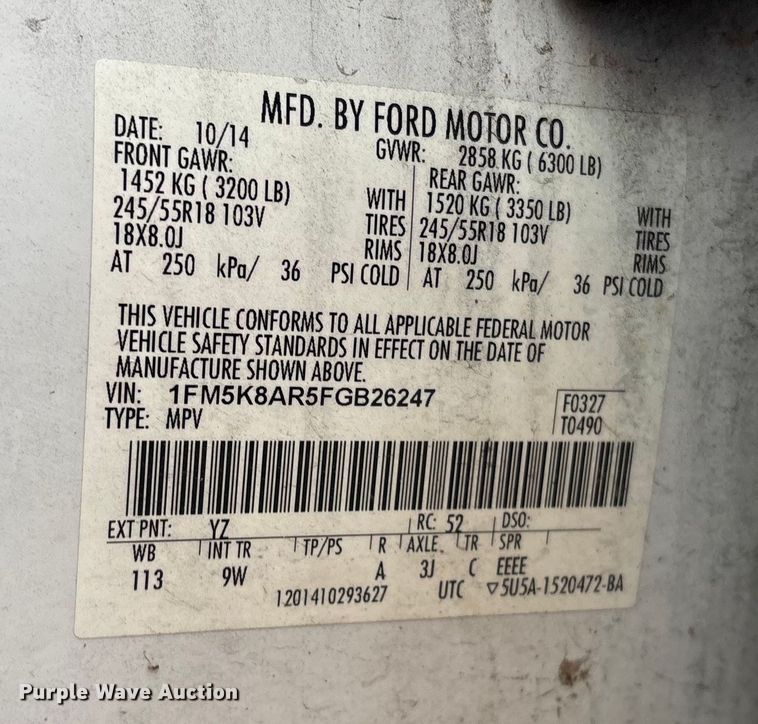 MFD. BY FORD MOTOR CO.
DATE: 10/14 GVWR: 2858 KG ( 6300 LB)
FRONT GAWR: REAR GAWR:
1452 KG ( 3200 LB) WITH 1520 KG ( 3350 LB) WITH
245/55R18 103V TIRES 245/55R18 103V TIRES
18X8.0J RIMS 18X8.0J RIMS
AT 250 kPa/ 36 PSI COLD AT 250 kPa/ 36 PSI COLD
THIS VEHICLE CONFORMS TO ALL APPLICABLE FEDERAL MOTOR
VEHICLE SAFETY STANDARDS IN EFFECT ON THE DATE OF
MANUFACTURE SHOWN ABOVE.
VIN: 1FM5K8AR5FGB26247 F0327
TYPE: MPV T0490
EXT PNT: YZ RC: 52 DSO:
WB INT TR TP/PS R AXLE TR SPR
113 9W A 3J C EEEE
1201410293627 UTC ▽5U5A-1520472-BA
Purple Wave Auction